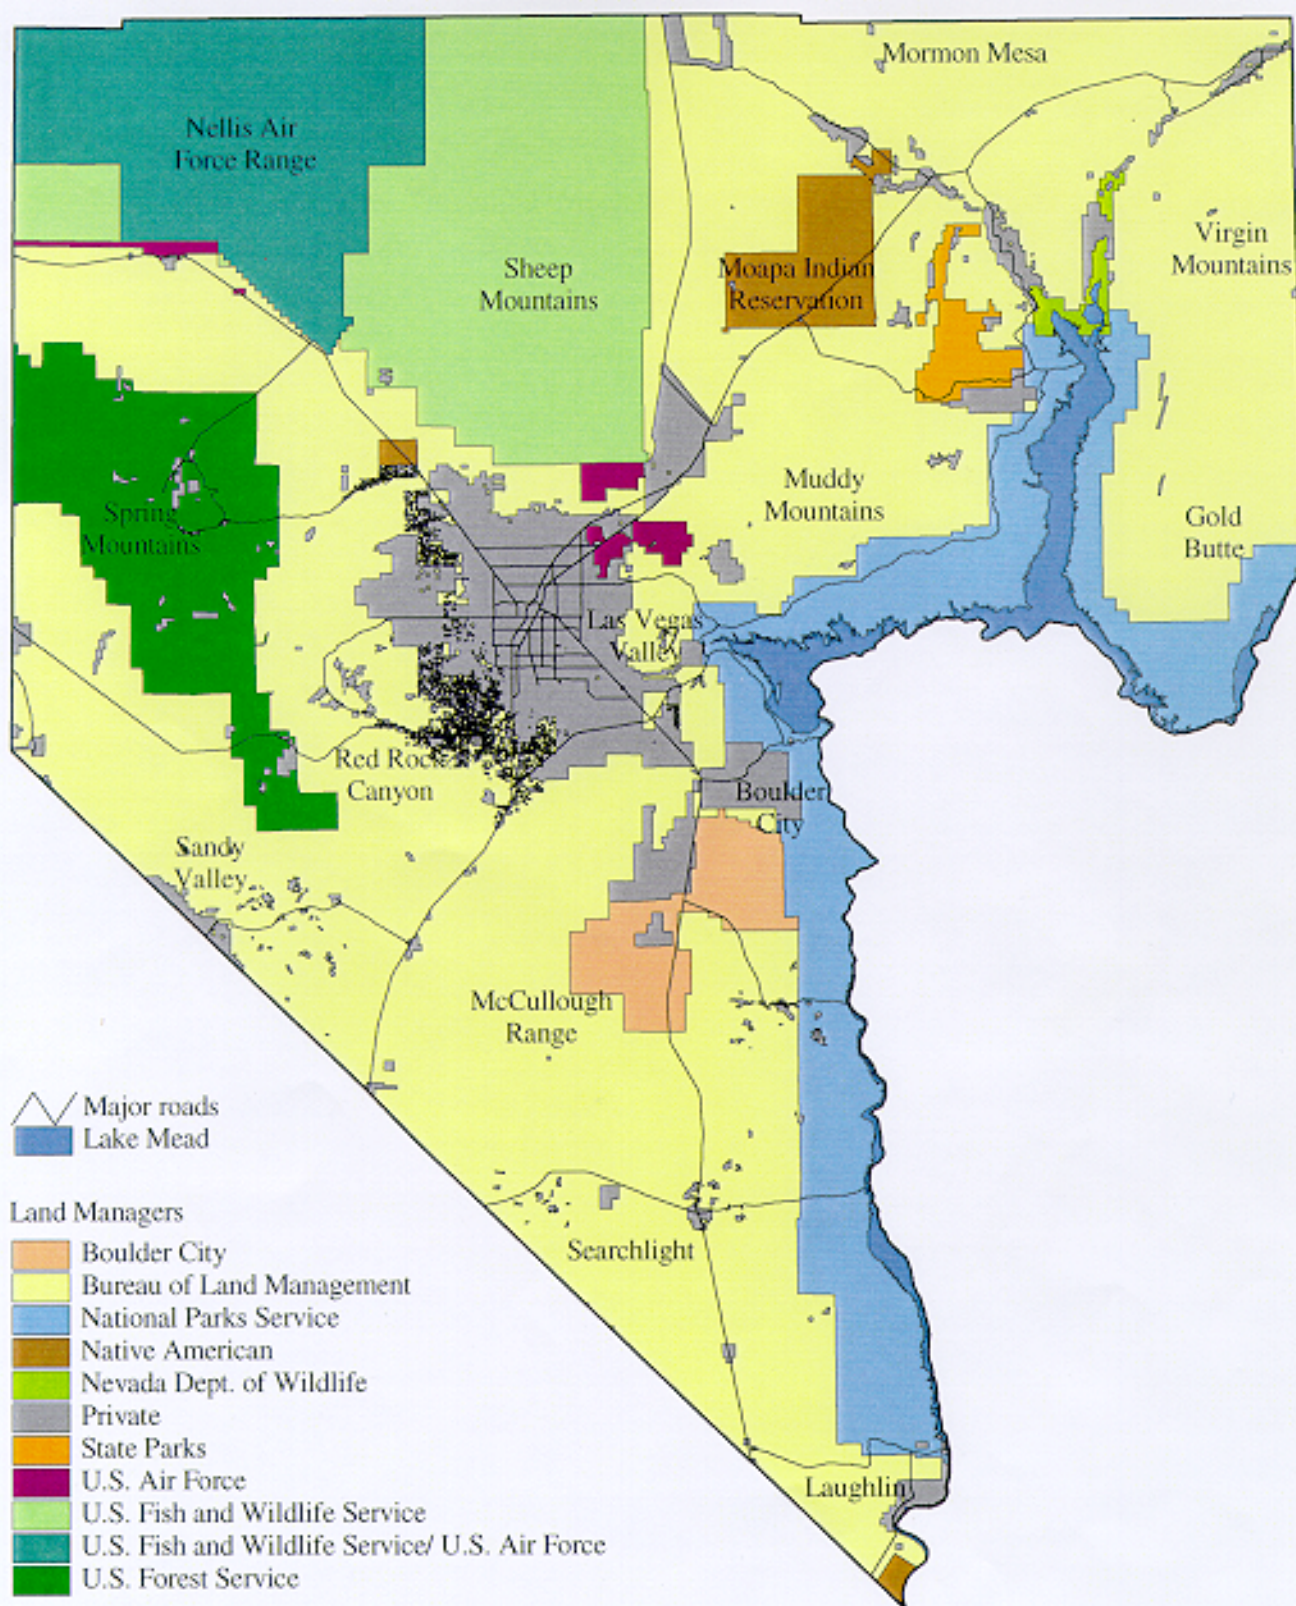 Mormon Mesa
Nellis Air
Force Range
Virgin
Mountains
Sheep
Mountains
Moapa Indian
Reservation
Muddy
Mountains
Spring
Mountains
Gold
Butte
Las Vegas
Valley
Red Rock
Canyon
Boulder
City
Sandy
Valley
McCullough
Range
Major roads
Lake Mead
Searchlight
Laughlin
Land Managers
Boulder City
Bureau of Land Management
National Parks Service
Native American
Nevada Dept. of Wildlife
Private
State Parks
U.S. Air Force
U.S. Fish and Wildlife Service
U.S. Fish and Wildlife Service/ U.S. Air Force
U.S. Forest Service